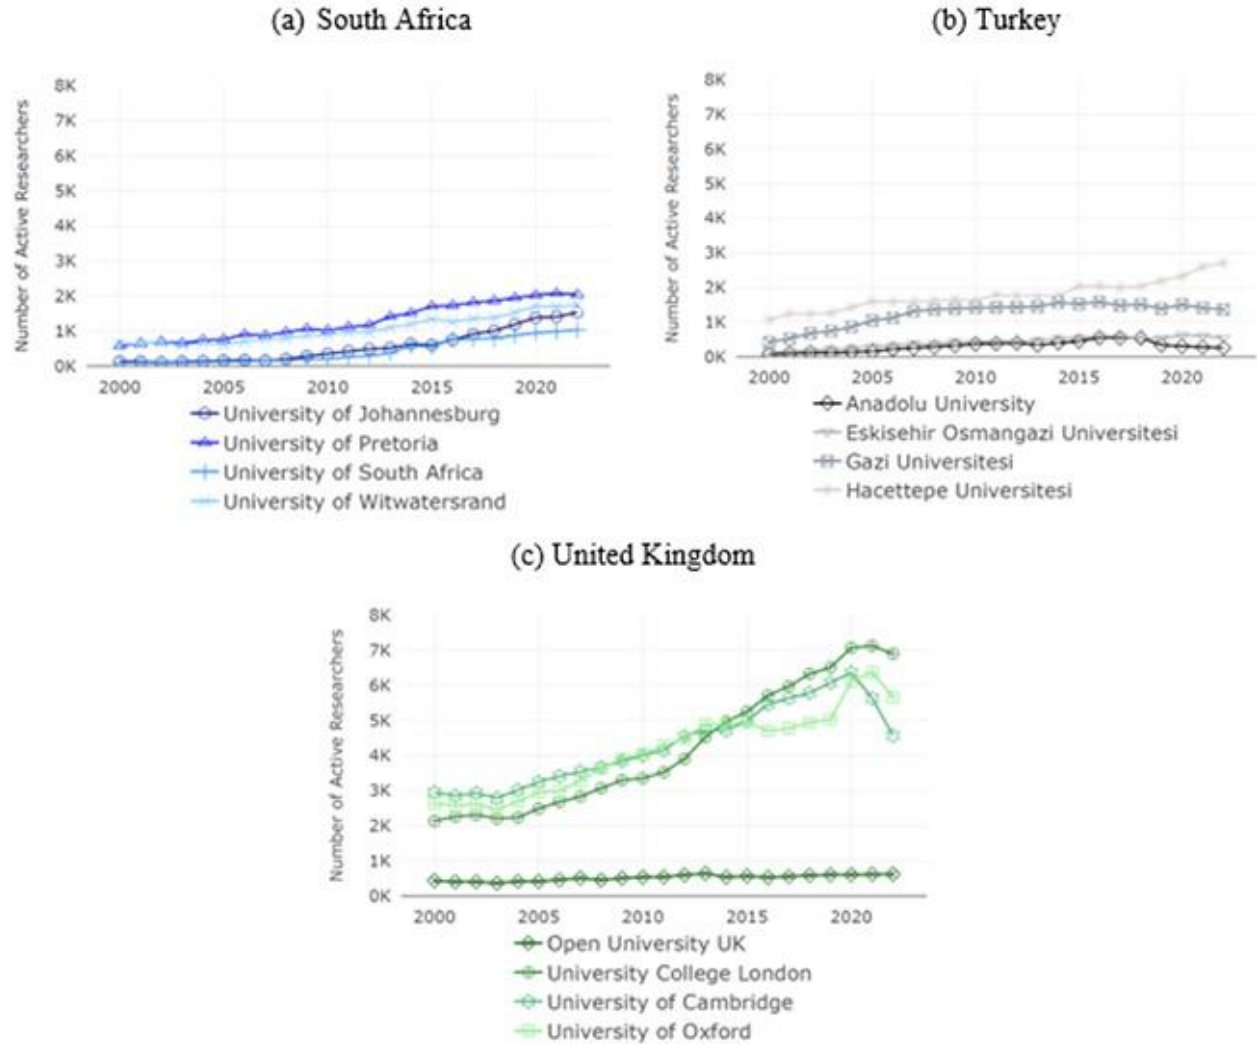 (a) South Africa
(b) Turkey
Number of Active Researchers
8K
7K
6K
5K
4K
3K
2K
1K
0K
2000 2005 2010 2015 2020
University of Johannesburg
University of Pretoria
University of South Africa
University of Witwatersrand
Number of Active Researchers
8K
7K
6K
5K
4K
3K
2K
1K
0K
2000 2005 2010 2015 2020
Anadolu University
Eskisehir Osmangazi Universitesi
Gazi Universitesi
Hacettepe Universitesi
(c) United Kingdom
Number of Active Researchers
8K
7K
6K
5K
4K
3K
2K
1K
0K
2000 2005 2010 2015 2020
Open University UK
University College London
University of Cambridge
University of Oxford